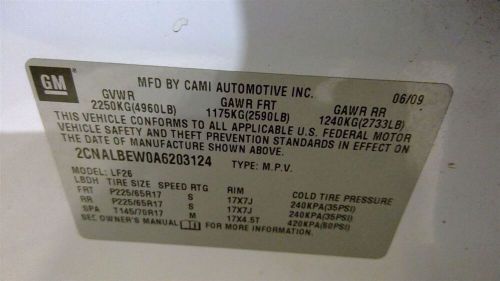 GM
MFD BY CAMI AUTOMOTIVE INC. 06/09
GVWR GAWR FRT GAWR RR
2250KG(4960LB) 1175KG(2590LB) 1240KG(2733LB)
THIS VEHICLE CONFORMS TO ALL APPLICABLE U.S. FEDERAL MOTOR
VEHICLE SAFETY AND THEFT PREVENTION STANDARDS IN EFFECT ON
THE DATE OF MANUFACTURE SHOWN ABOVE.
2CNALBEW0A6203124 TYPE: M.P.V.
MODEL: LF26
LBDH TIRE SIZE SPEED RTG RIM COLD TIRE PRESSURE
FRT P225/65R17 S 17X7J 240KPA(35PSI)
RR P225/65R17 S 17X7J 240KPA(35PSI)
SPA T145/70R17 M 17X4.5T 420KPA(60PSI)
SEE OWNER'S MANUAL